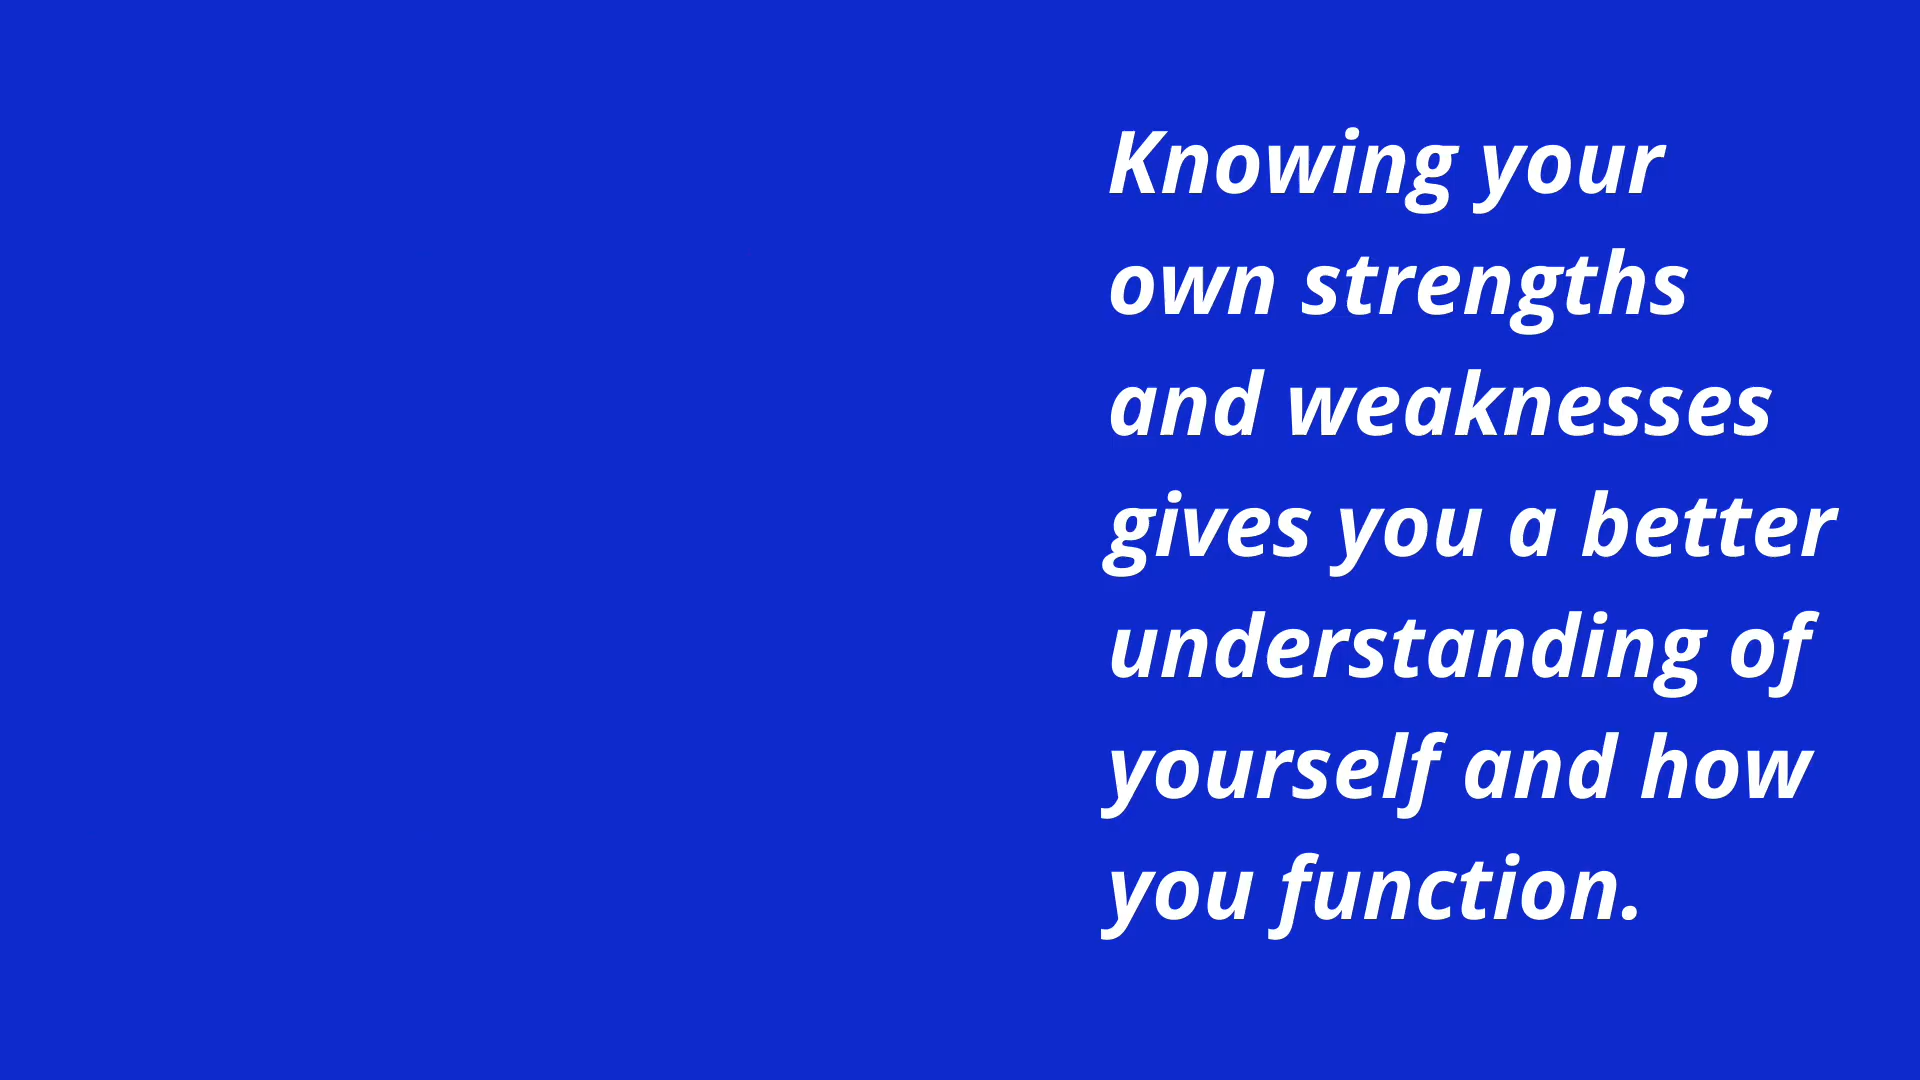 Knowing your
own strengths
and weaknesses
gives you a better
understanding of
yourself and how
you function.